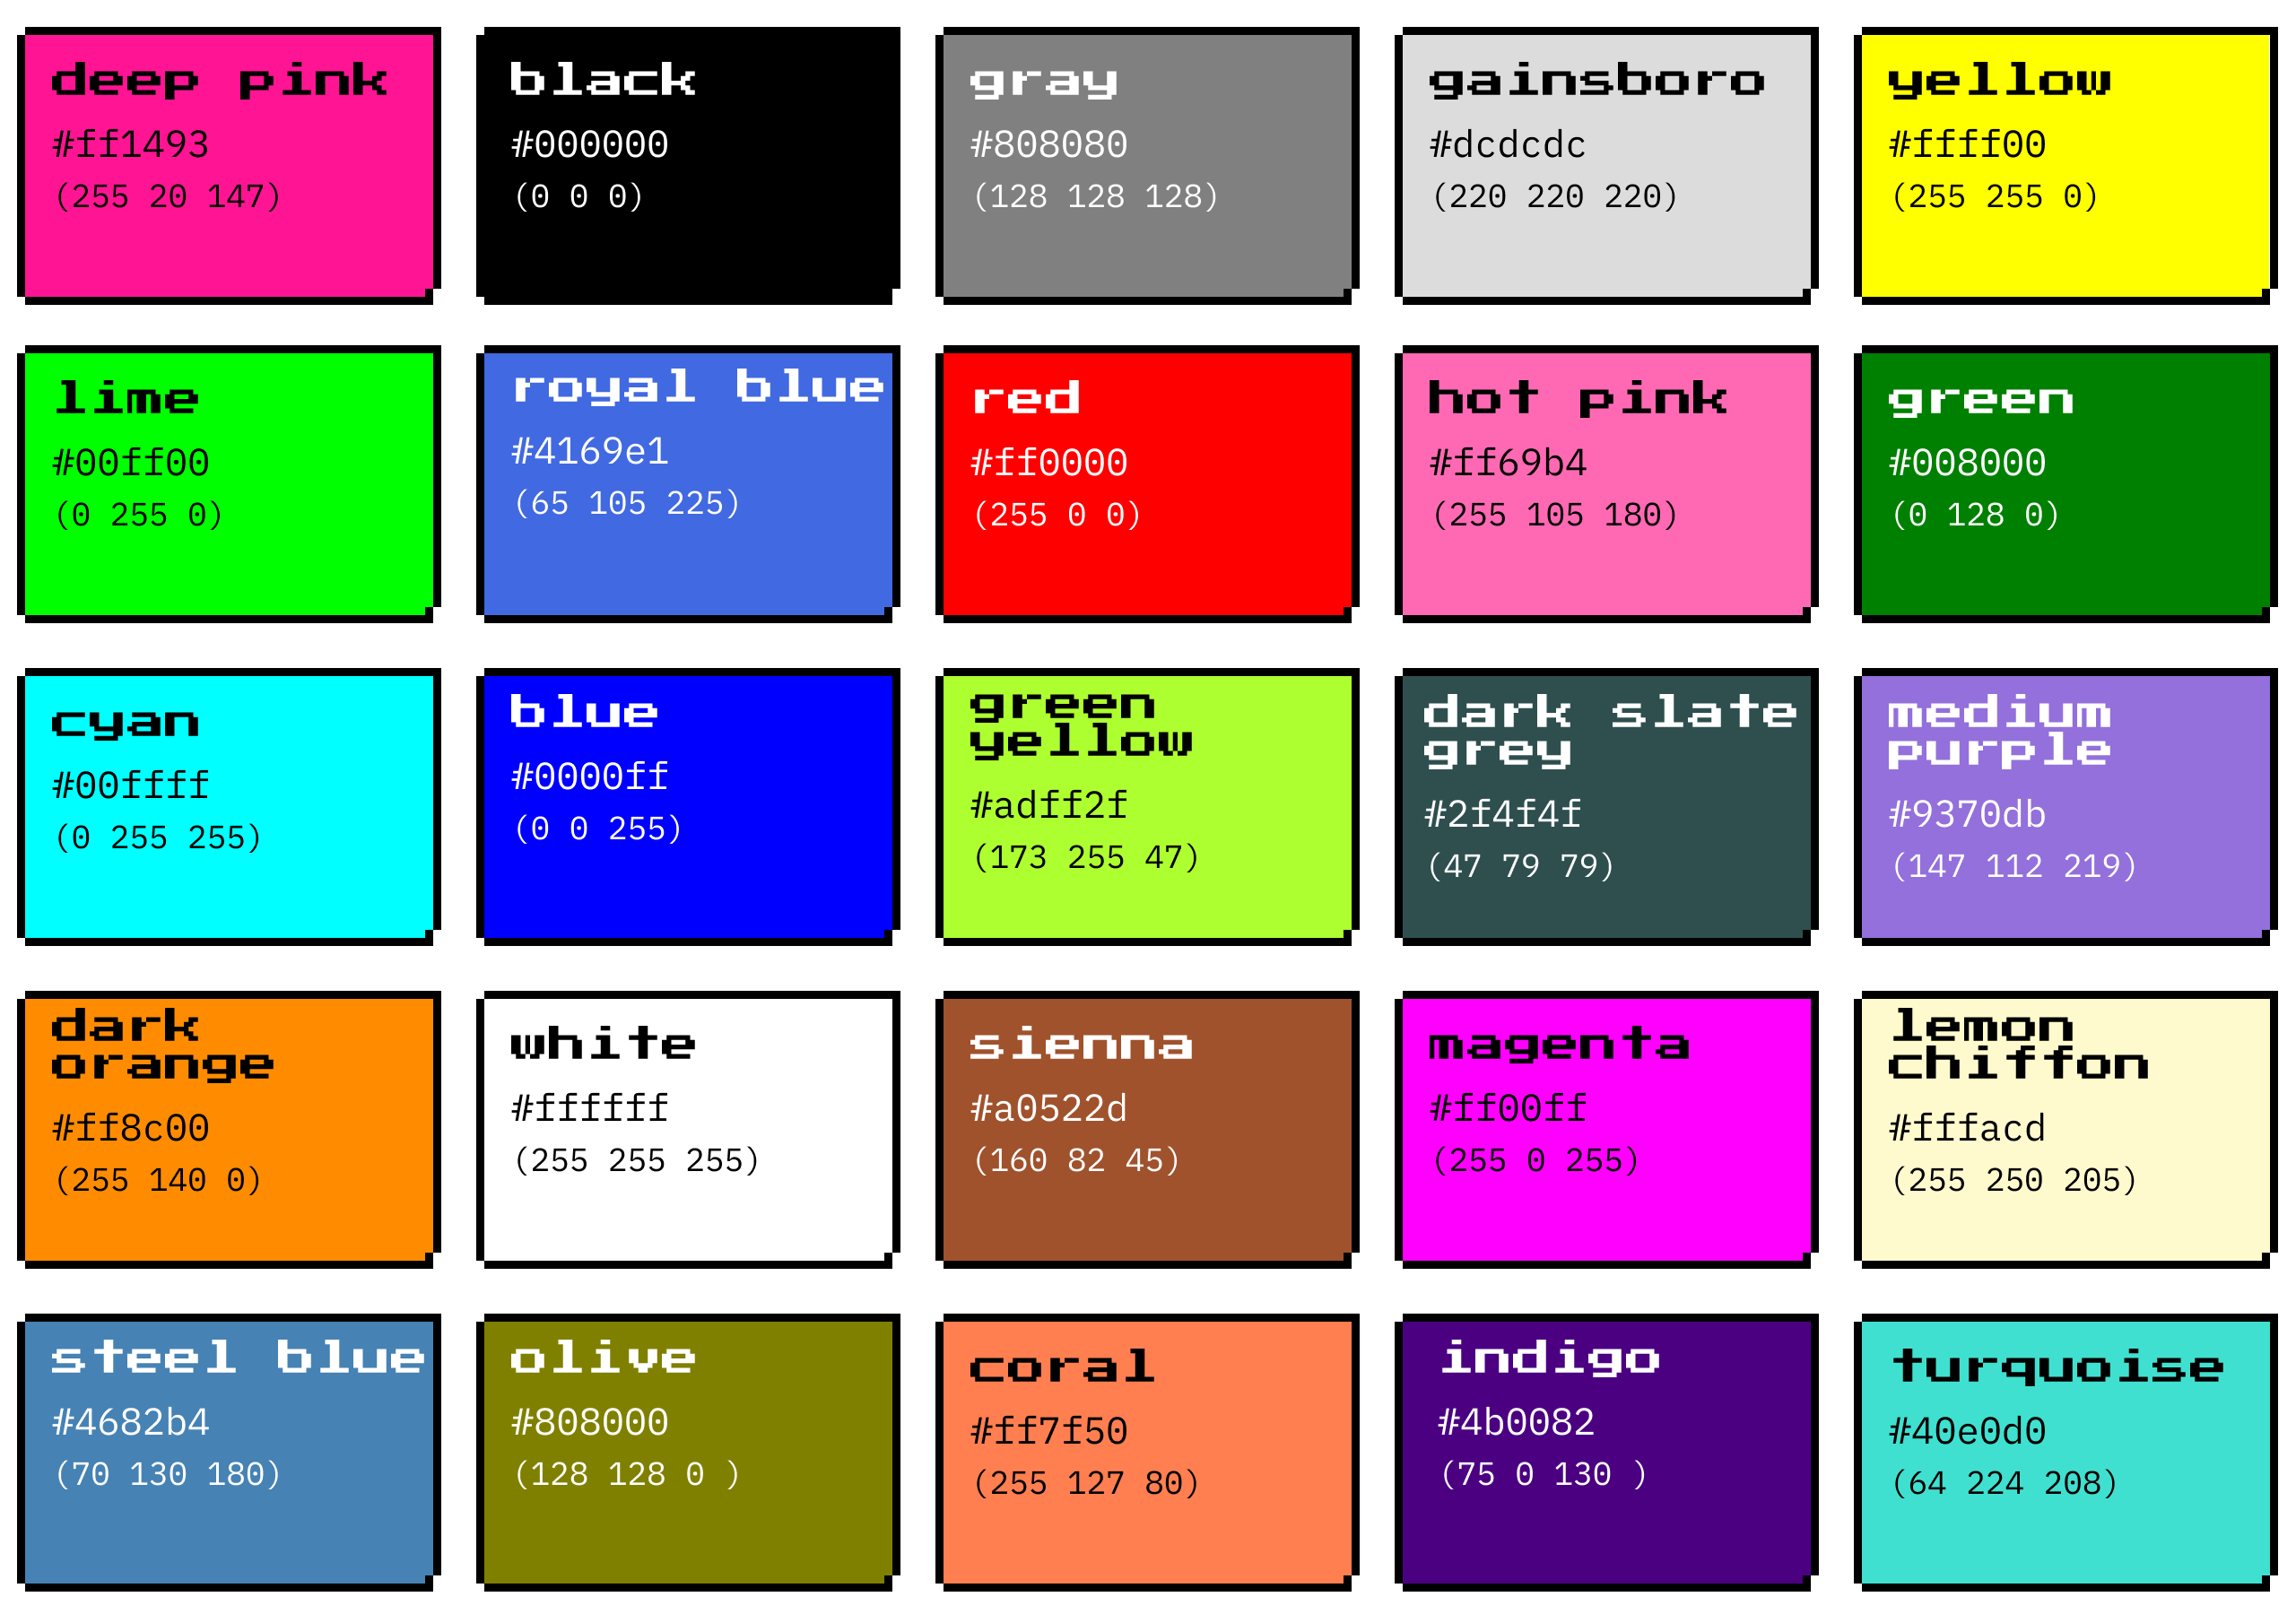 deep pink
#ff1493
(255 20 147)
black
#000000
(0 0 0)
gray
#808080
(128 128 128)
gainsboro
#dcdcdc
(220 220 220)
yellow
#ffff00
(255 255 0)
lime
#00ff00
(0 255 0)
royal blue
#4169e1
(65 105 225)
red
#ff0000
(255 0 0)
hot pink
#ff69b4
(255 105 180)
green
#008000
(0 128 0)
cyan
#00ffff
(0 255 255)
blue
#0000ff
(0 0 255)
green
yellow
#adff2f
(173 255 47)
dark slate
grey
#2f4f4f
(47 79 79)
medium
purple
#9370db
(147 112 219)
dark
orange
#ff8c00
(255 140 0)
white
#ffffff
(255 255 255)
sienna
#a0522d
(160 82 45)
magenta
#ff00ff
(255 0 255)
lemon
chiffon
#fffacd
(255 250 205)
steel blue
#4682b4
(70 130 180)
olive
#808000
(128 128 0 )
coral
#ff7f50
(255 127 80)
indigo
#4b0082
(75 0 130 )
turquoise
#40e0d0
(64 224 208)